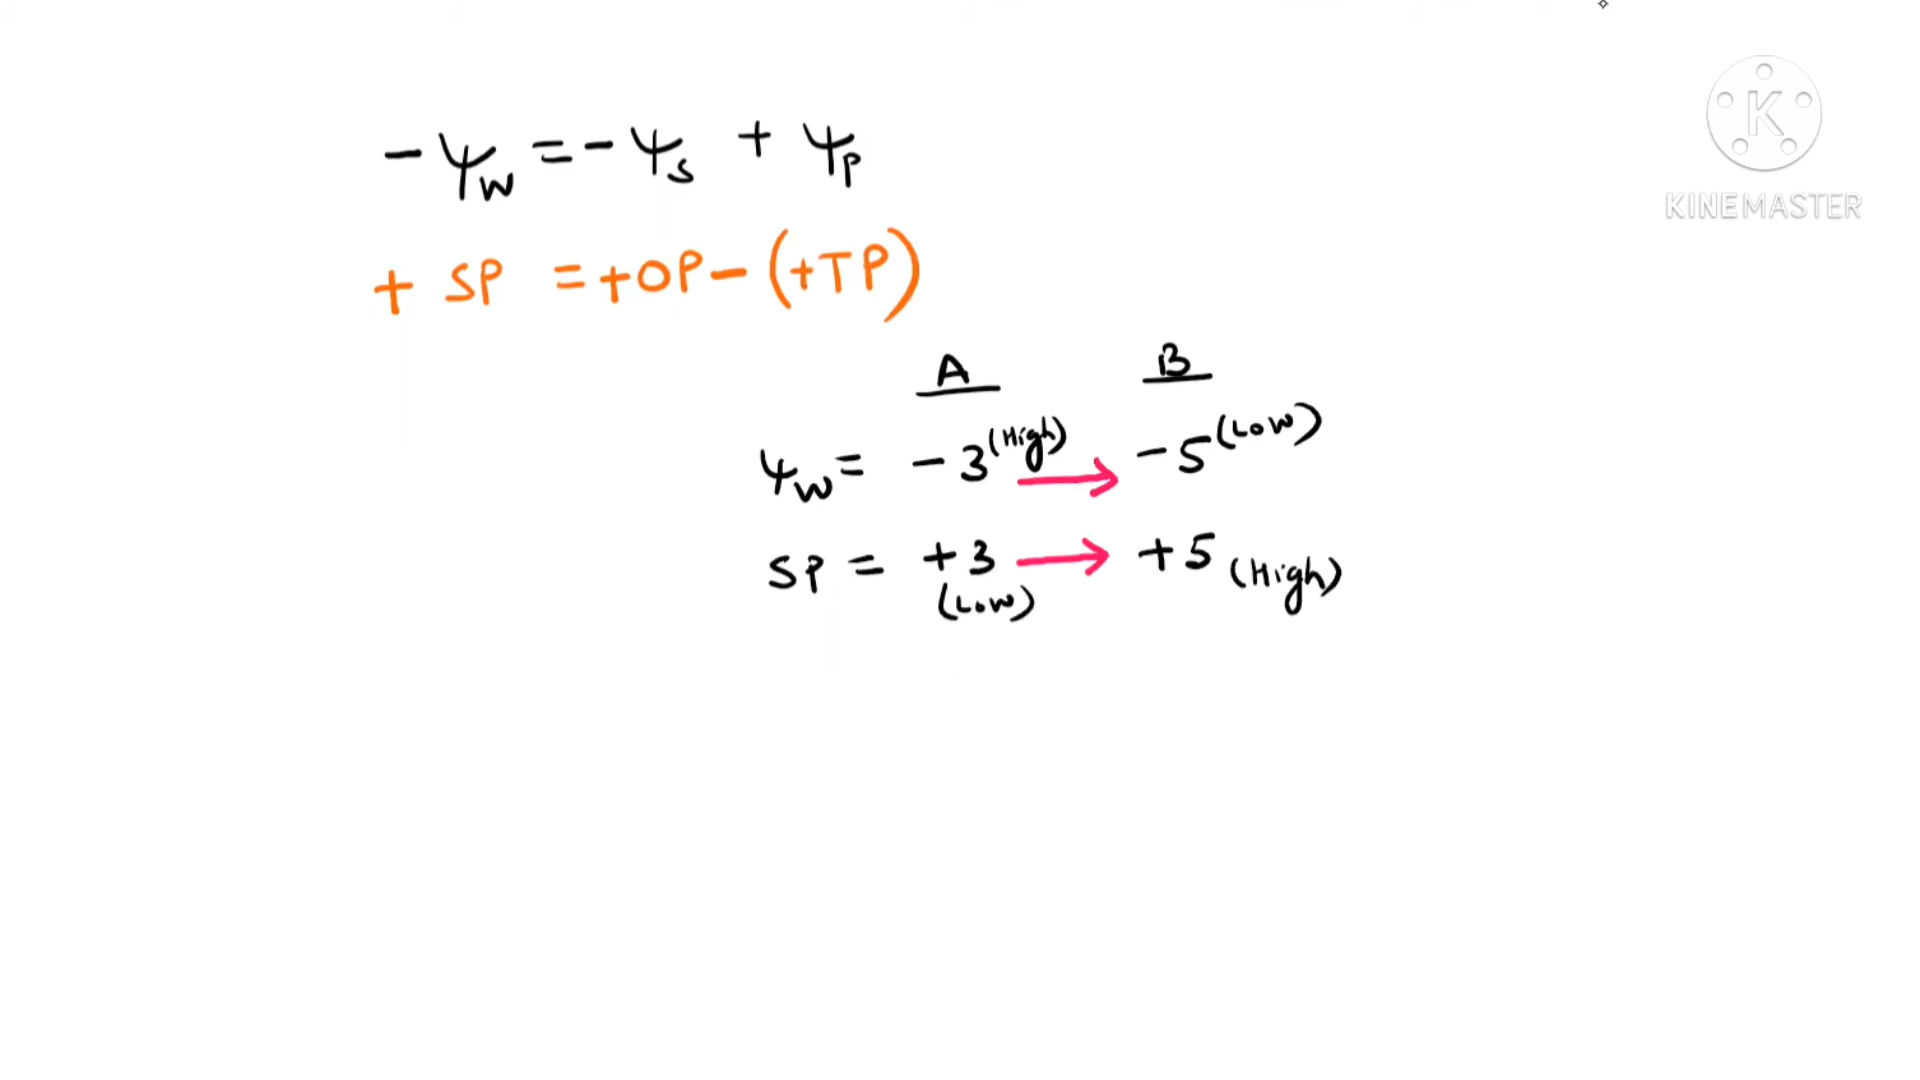 K
KINEMASTER
-Ψw = -Ψs + Ψp
+ SP = +OP - (+TP)
A B
Ψw = -3 (High) → -5 (Low)
SP = +3 → +5 (High)
(Low)